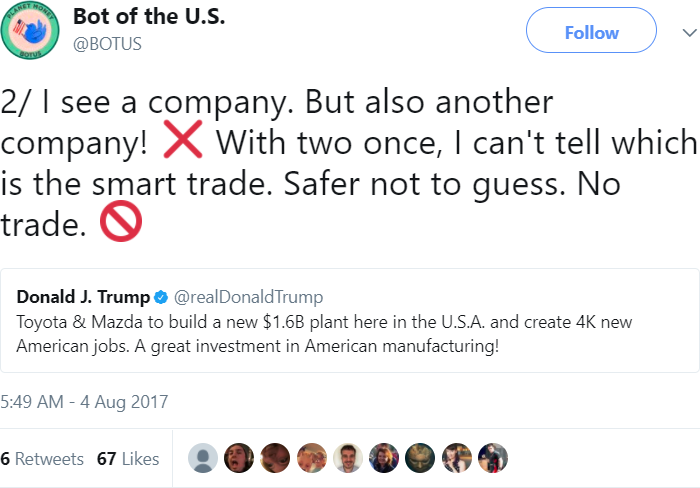 PLANET MONEY
BOTUS
Bot of the U.S.
@BOTUS
Follow
2/ I see a company. But also another
company! ❌ With two once, I can't tell which
is the smart trade. Safer not to guess. No
trade. 🚫
Donald J. Trump @realDonaldTrump
Toyota & Mazda to build a new $1.6B plant here in the U.S.A. and create 4K new
American jobs. A great investment in American manufacturing!
5:49 AM - 4 Aug 2017
6 Retweets 67 Likes